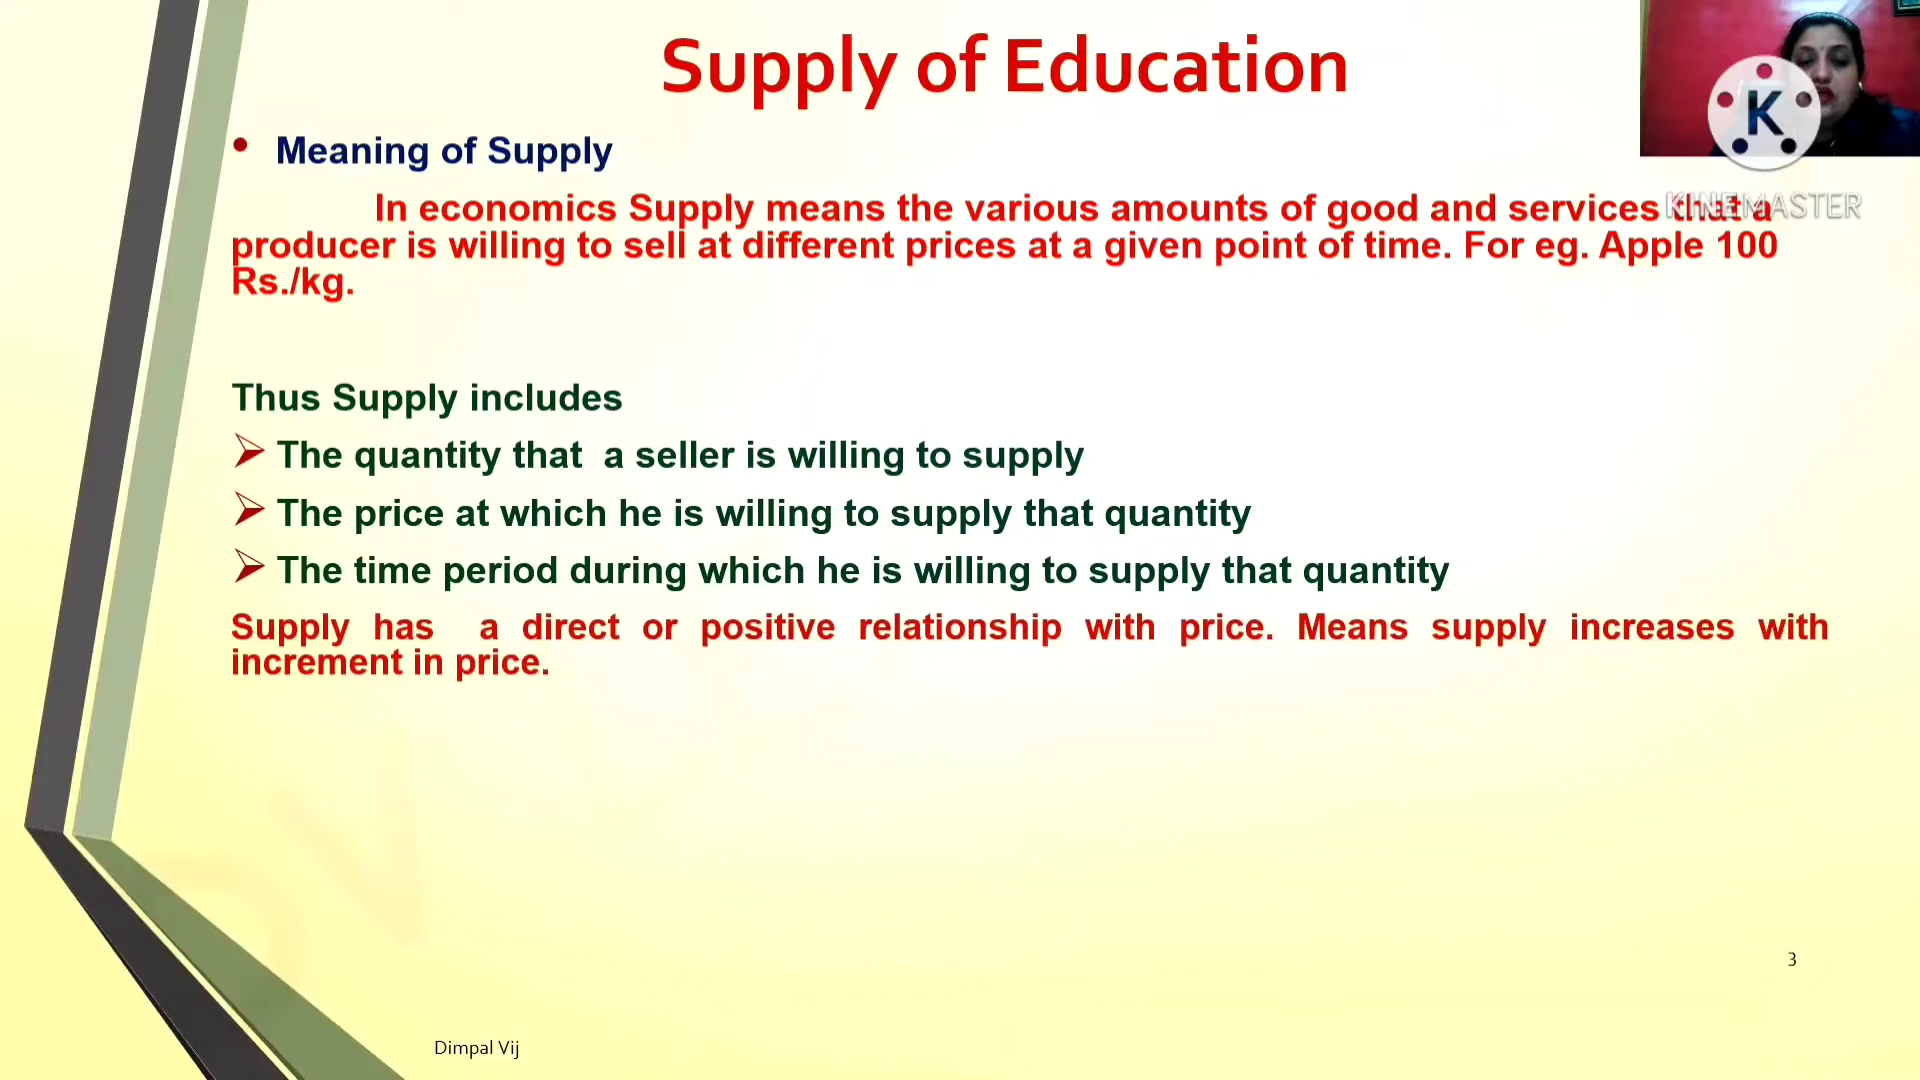 Supply of Education
• Meaning of Supply
In economics Supply means the various amounts of good and services that a
producer is willing to sell at different prices at a given point of time. For eg. Apple 100
Rs./kg.
Thus Supply includes
➢ The quantity that a seller is willing to supply
➢ The price at which he is willing to supply that quantity
➢ The time period during which he is willing to supply that quantity
Supply has a direct or positive relationship with price. Means supply increases with
increment in price.
K
KINEMASTER
3
Dimpal Vij